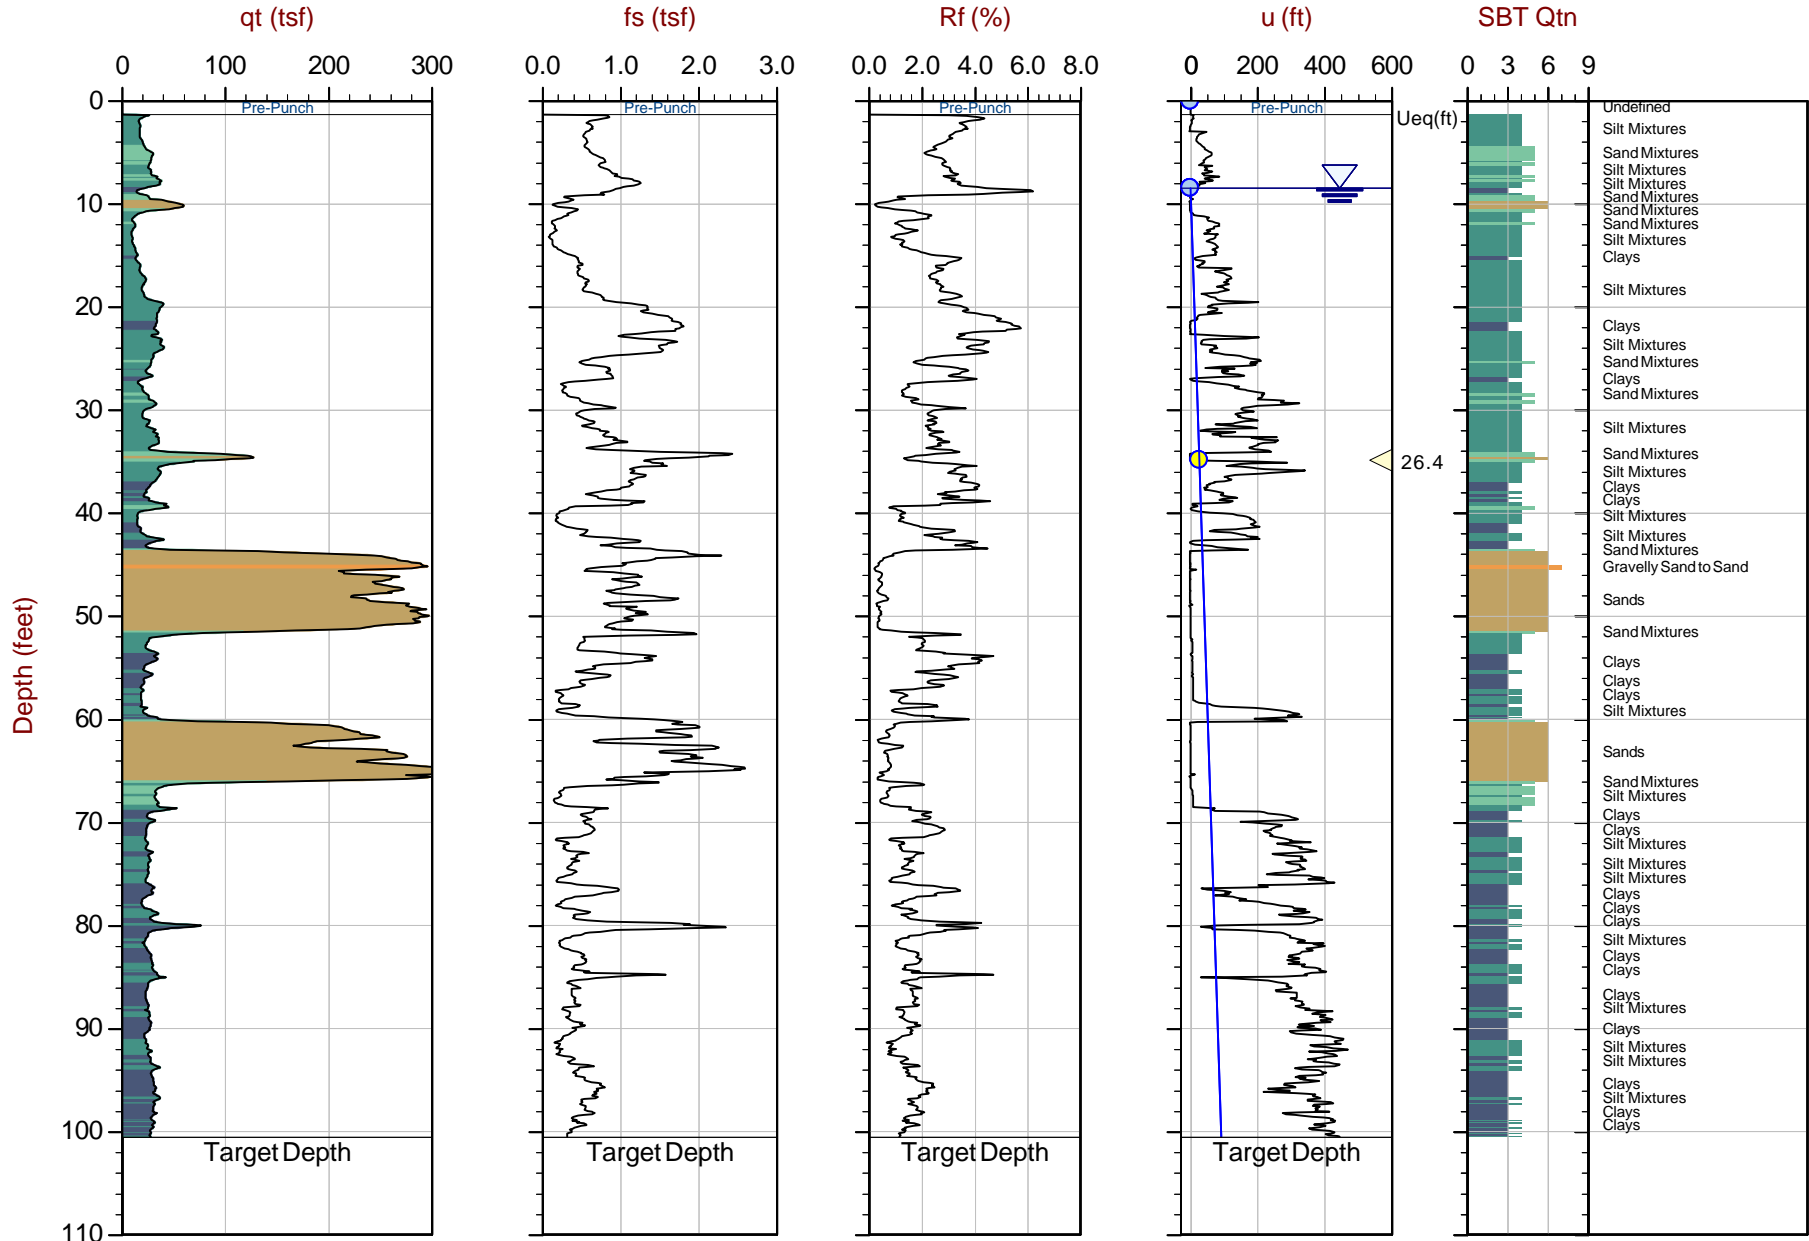 qt (tsf) fs (tsf) Rf (%) u (ft) SBT Qtn
0 100 200 300 0.0 1.0 2.0 3.0 0.0 2.0 4.0 6.0 8.0 0 200 400 600 0 3 6 9
Depth (feet)
0
10
20
30
40
50
60
70
80
90
100
110
Pre-Punch Pre-Punch Pre-Punch Pre-Punch
Ueq(ft)
26.4
Undefined
Silt Mixtures
Sand Mixtures
Silt Mixtures
Silt Mixtures
Sand Mixtures
Sand Mixtures
Sand Mixtures
Silt Mixtures
Clays
Silt Mixtures
Clays
Silt Mixtures
Sand Mixtures
Clays
Sand Mixtures
Silt Mixtures
Sand Mixtures
Silt Mixtures
Clays
Clays
Silt Mixtures
Silt Mixtures
Sand Mixtures
Gravelly Sand to Sand
Sands
Sand Mixtures
Clays
Clays
Clays
Silt Mixtures
Sands
Sand Mixtures
Silt Mixtures
Clays
Clays
Silt Mixtures
Silt Mixtures
Silt Mixtures
Clays
Clays
Clays
Silt Mixtures
Clays
Clays
Clays
Silt Mixtures
Clays
Silt Mixtures
Silt Mixtures
Clays
Silt Mixtures
Clays
Clays
Target Depth Target Depth Target Depth Target Depth